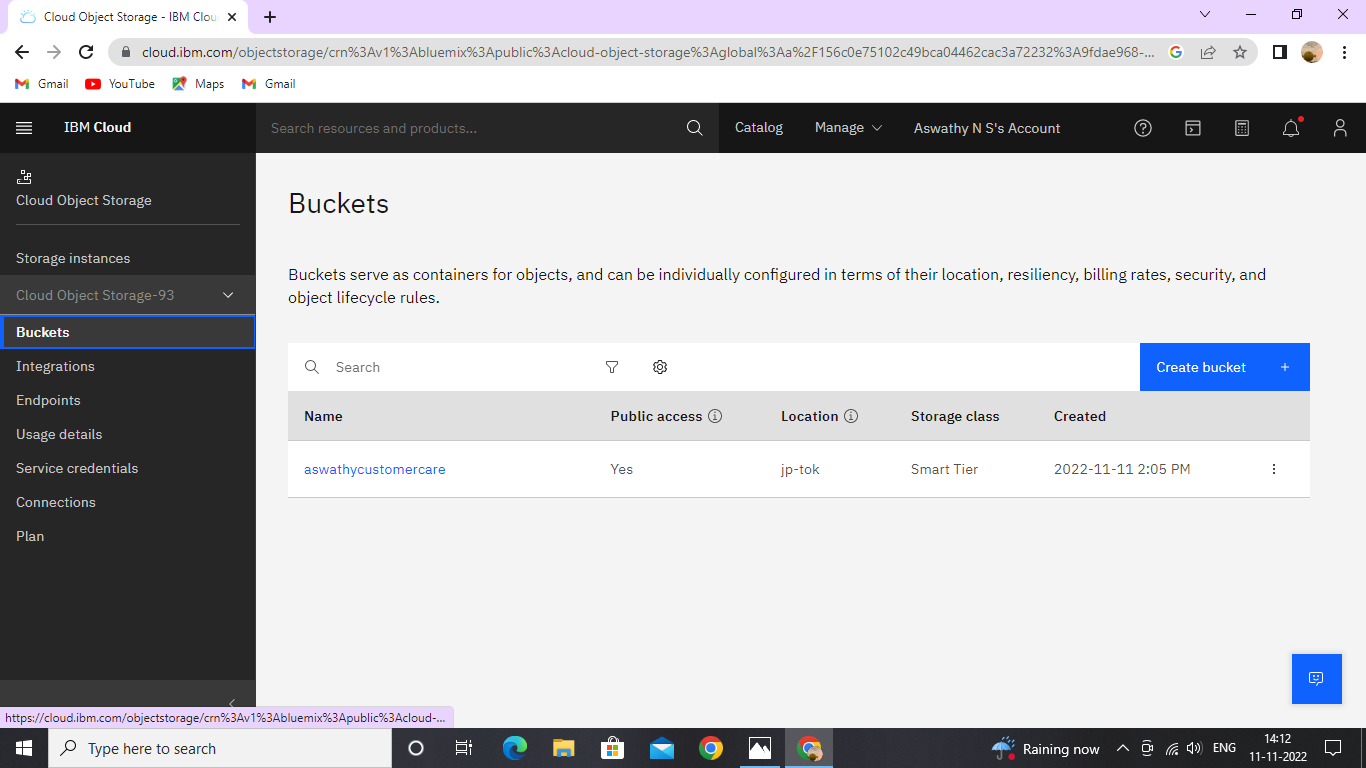 Cloud Object Storage - IBM Clou
cloud.ibm.com/objectstorage/crn%3Av1%3Abluemix%3Apublic%3Acloud-object-storage%3Aglobal%3Aa%2F156c0e75102c49bca04462cac3a72232%3A9fdae968-...
Gmail YouTube Maps Gmail
IBM Cloud
Search resources and products...
Catalog Manage Aswathy N S's Account
Cloud Object Storage
Storage instances
Cloud Object Storage-93
Buckets
Integrations
Endpoints
Usage details
Service credentials
Connections
Plan
Buckets
Buckets serve as containers for objects, and can be individually configured in terms of their location, resiliency, billing rates, security, and
object lifecycle rules.
Search
Create bucket +
Name Public access Location Storage class Created
aswathycustomercare Yes jp-tok Smart Tier 2022-11-11 2:05 PM
https://cloud.ibm.com/objectstorage/crn%3Av1%3Abluemix%3Apublic%3Acloud-...
Type here to search
Raining now
ENG
14:12
11-11-2022